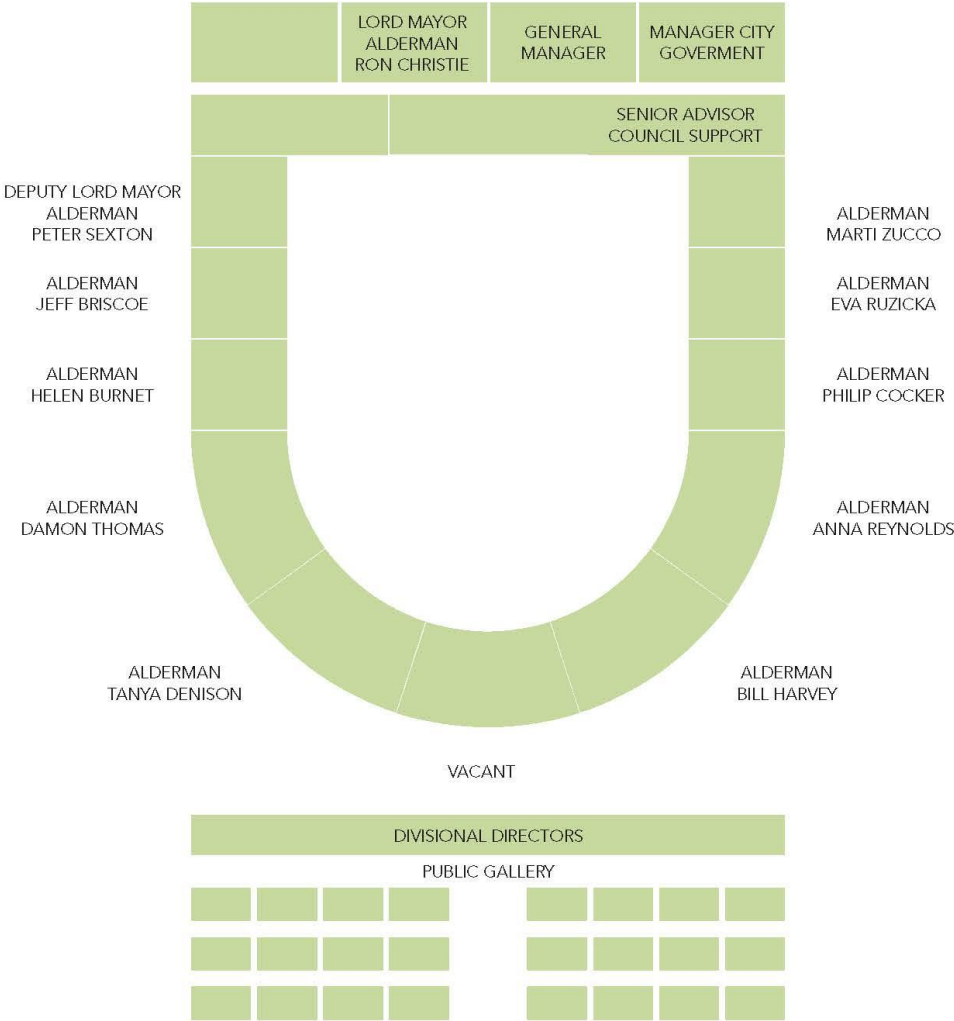 LORD MAYOR
ALDERMAN
RON CHRISTIE
GENERAL
MANAGER
MANAGER CITY
GOVERMENT
SENIOR ADVISOR
COUNCIL SUPPORT
DEPUTY LORD MAYOR
ALDERMAN
PETER SEXTON
ALDERMAN
MARTI ZUCCO
ALDERMAN
JEFF BRISCOE
ALDERMAN
EVA RUZICKA
ALDERMAN
HELEN BURNET
ALDERMAN
PHILIP COCKER
ALDERMAN
DAMON THOMAS
ALDERMAN
ANNA REYNOLDS
ALDERMAN
TANYA DENISON
ALDERMAN
BILL HARVEY
VACANT
DIVISIONAL DIRECTORS
PUBLIC GALLERY